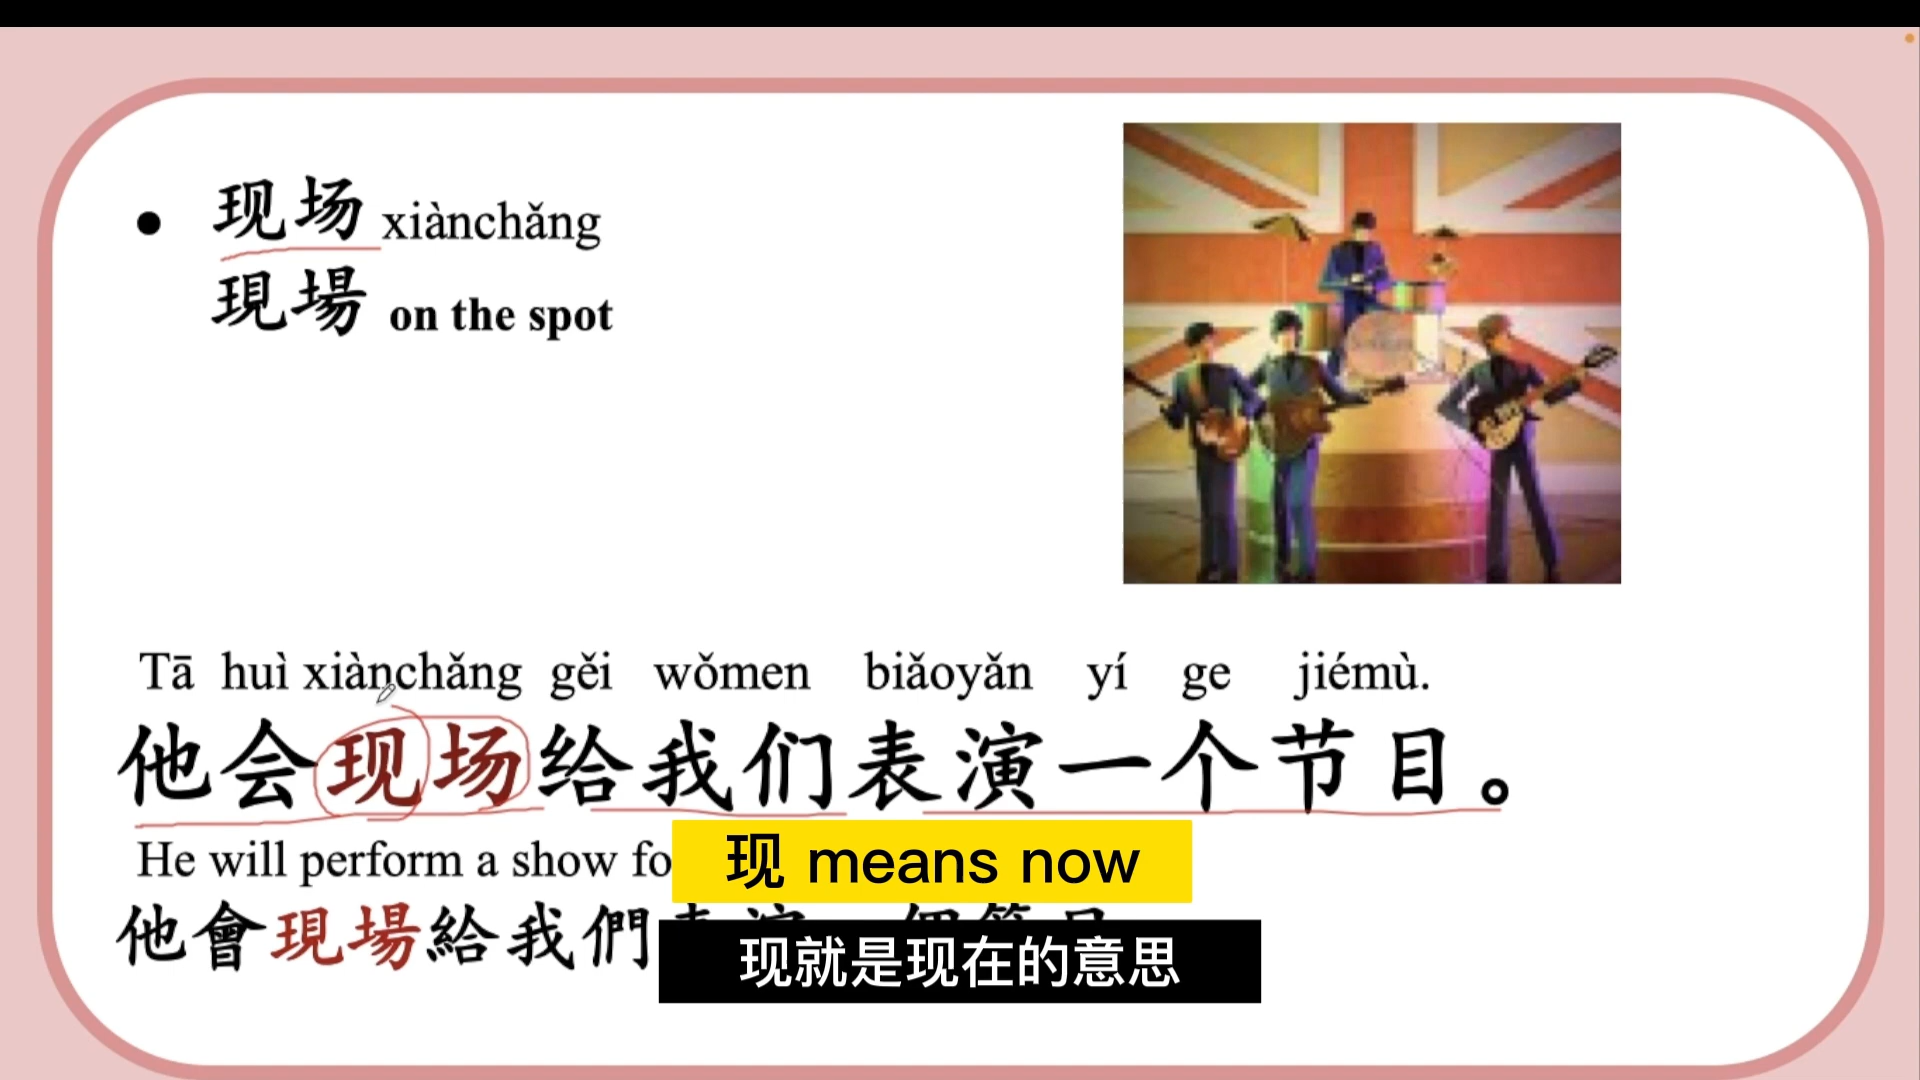 • 现场 xiànchǎng
現場 on the spot
Tā huì xiànchǎng gěi wǒmen biǎoyǎn yí ge jiémù.
他会现场给我们表演一个节目。
He will perform a show fo
现 means now
他會現場給我們
现就是现在的意思